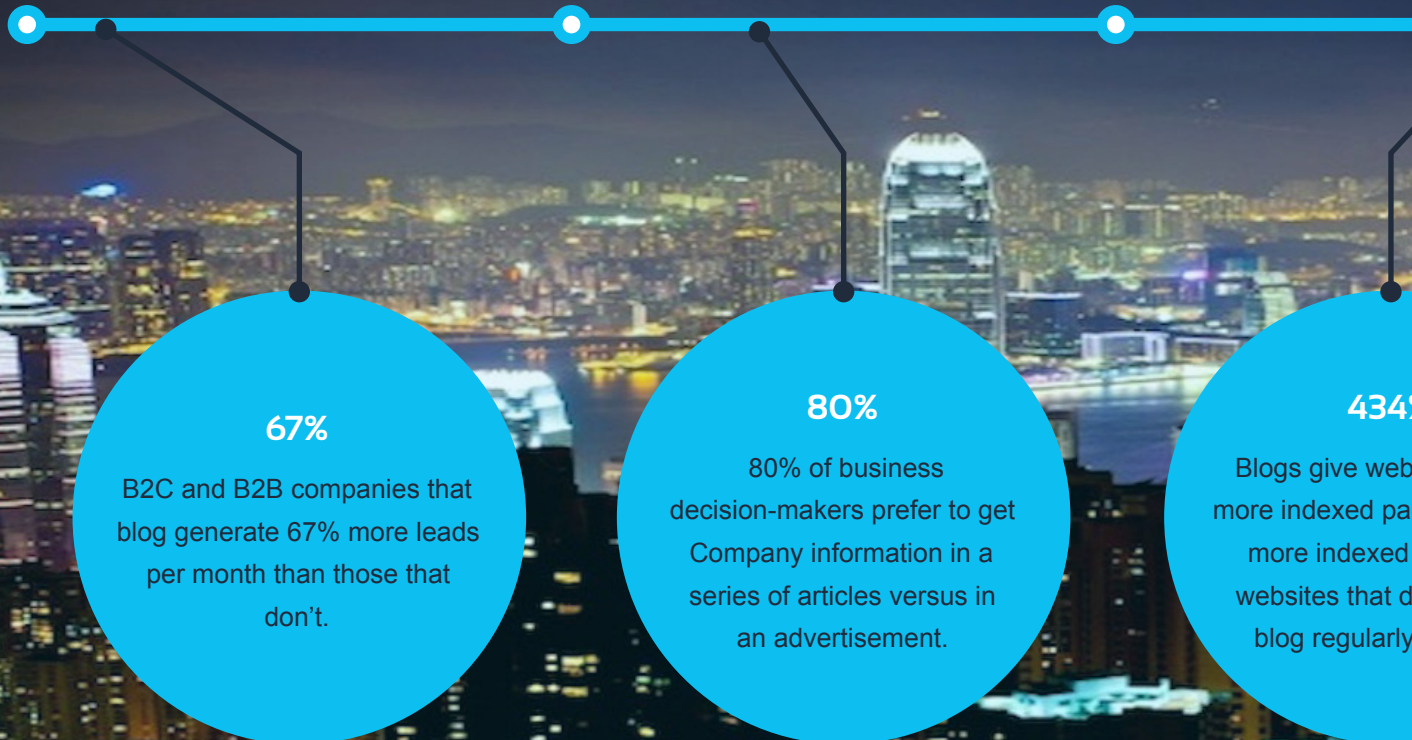 67%
B2C and B2B companies that
blog generate 67% more leads
per month than those that
don’t.
80%
80% of business
decision-makers prefer to get
Company information in a
series of articles versus in
an advertisement.
434
Blogs give
more indexed
more indexed
websites that
blog regularly